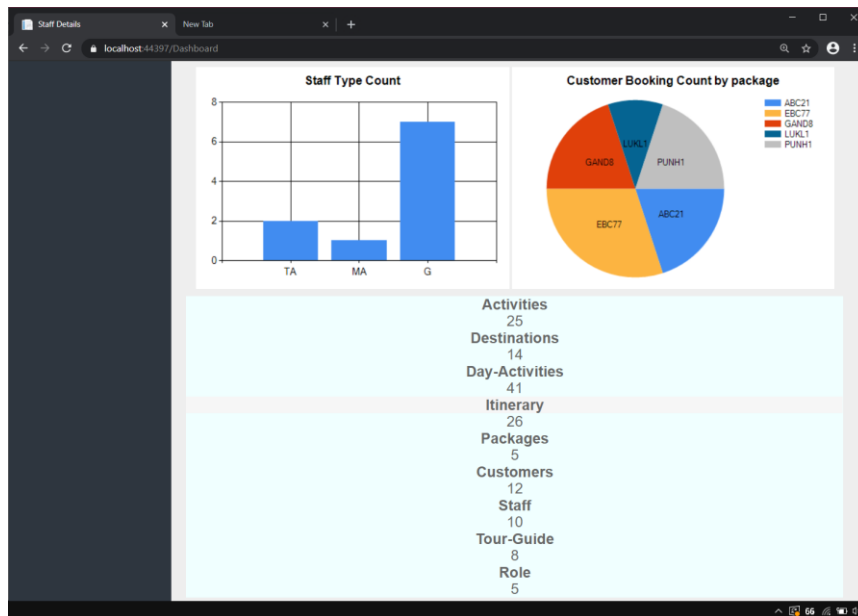 Staff Details
New Tab
localhost:44397/Dashboard
Staff Type Count
8
6
4
2
0
TA MA G
Customer Booking Count by package
LUKL1
GAND8
PUNH1
ABC21
EBC77
ABC21
EBC77
GAND8
LUKL1
PUNH1
Activities
25
Destinations
14
Day-Activities
41
Itinerary
26
Packages
5
Customers
12
Staff
10
Tour-Guide
8
Role
5
66